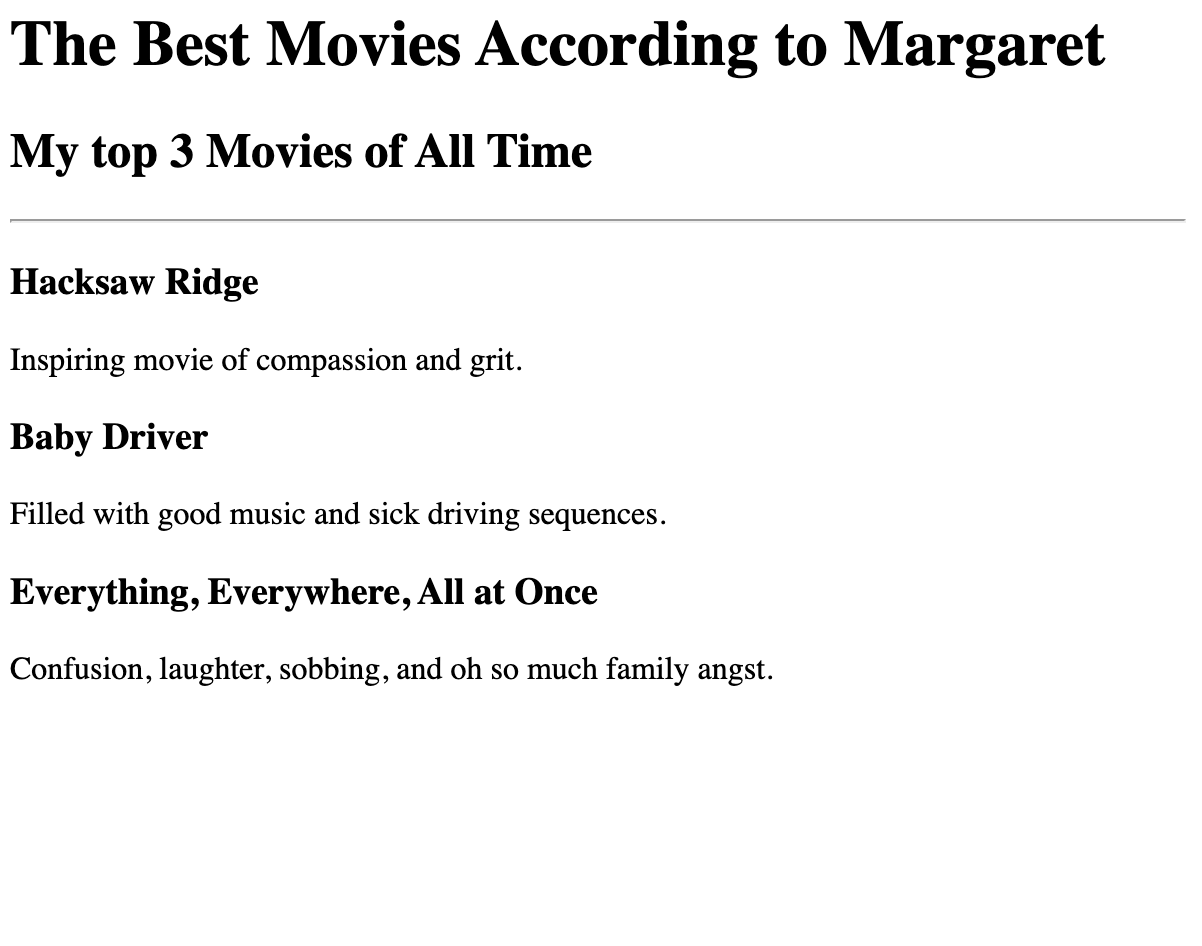 The Best Movies According to Margaret
My top 3 Movies of All Time
Hacksaw Ridge
Inspiring movie of compassion and grit.
Baby Driver
Filled with good music and sick driving sequences.
Everything, Everywhere, All at Once
Confusion, laughter, sobbing, and oh so much family angst.